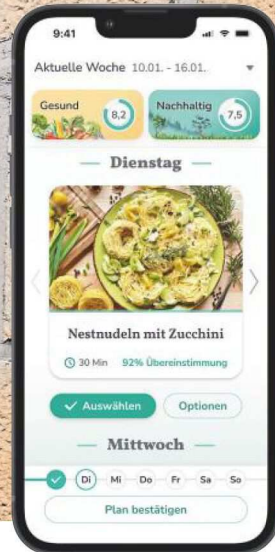 9:41
Aktuelle Woche 10.01. - 16.01.
Gesund 8,2 Nachhaltig 7,5
Dienstag
Nestnudeln mit Zucchini
30 Min 92% Übereinstimmung
Auswählen Optionen
Mittwoch
Di Mi Do Fr Sa So
Plan bestätigen